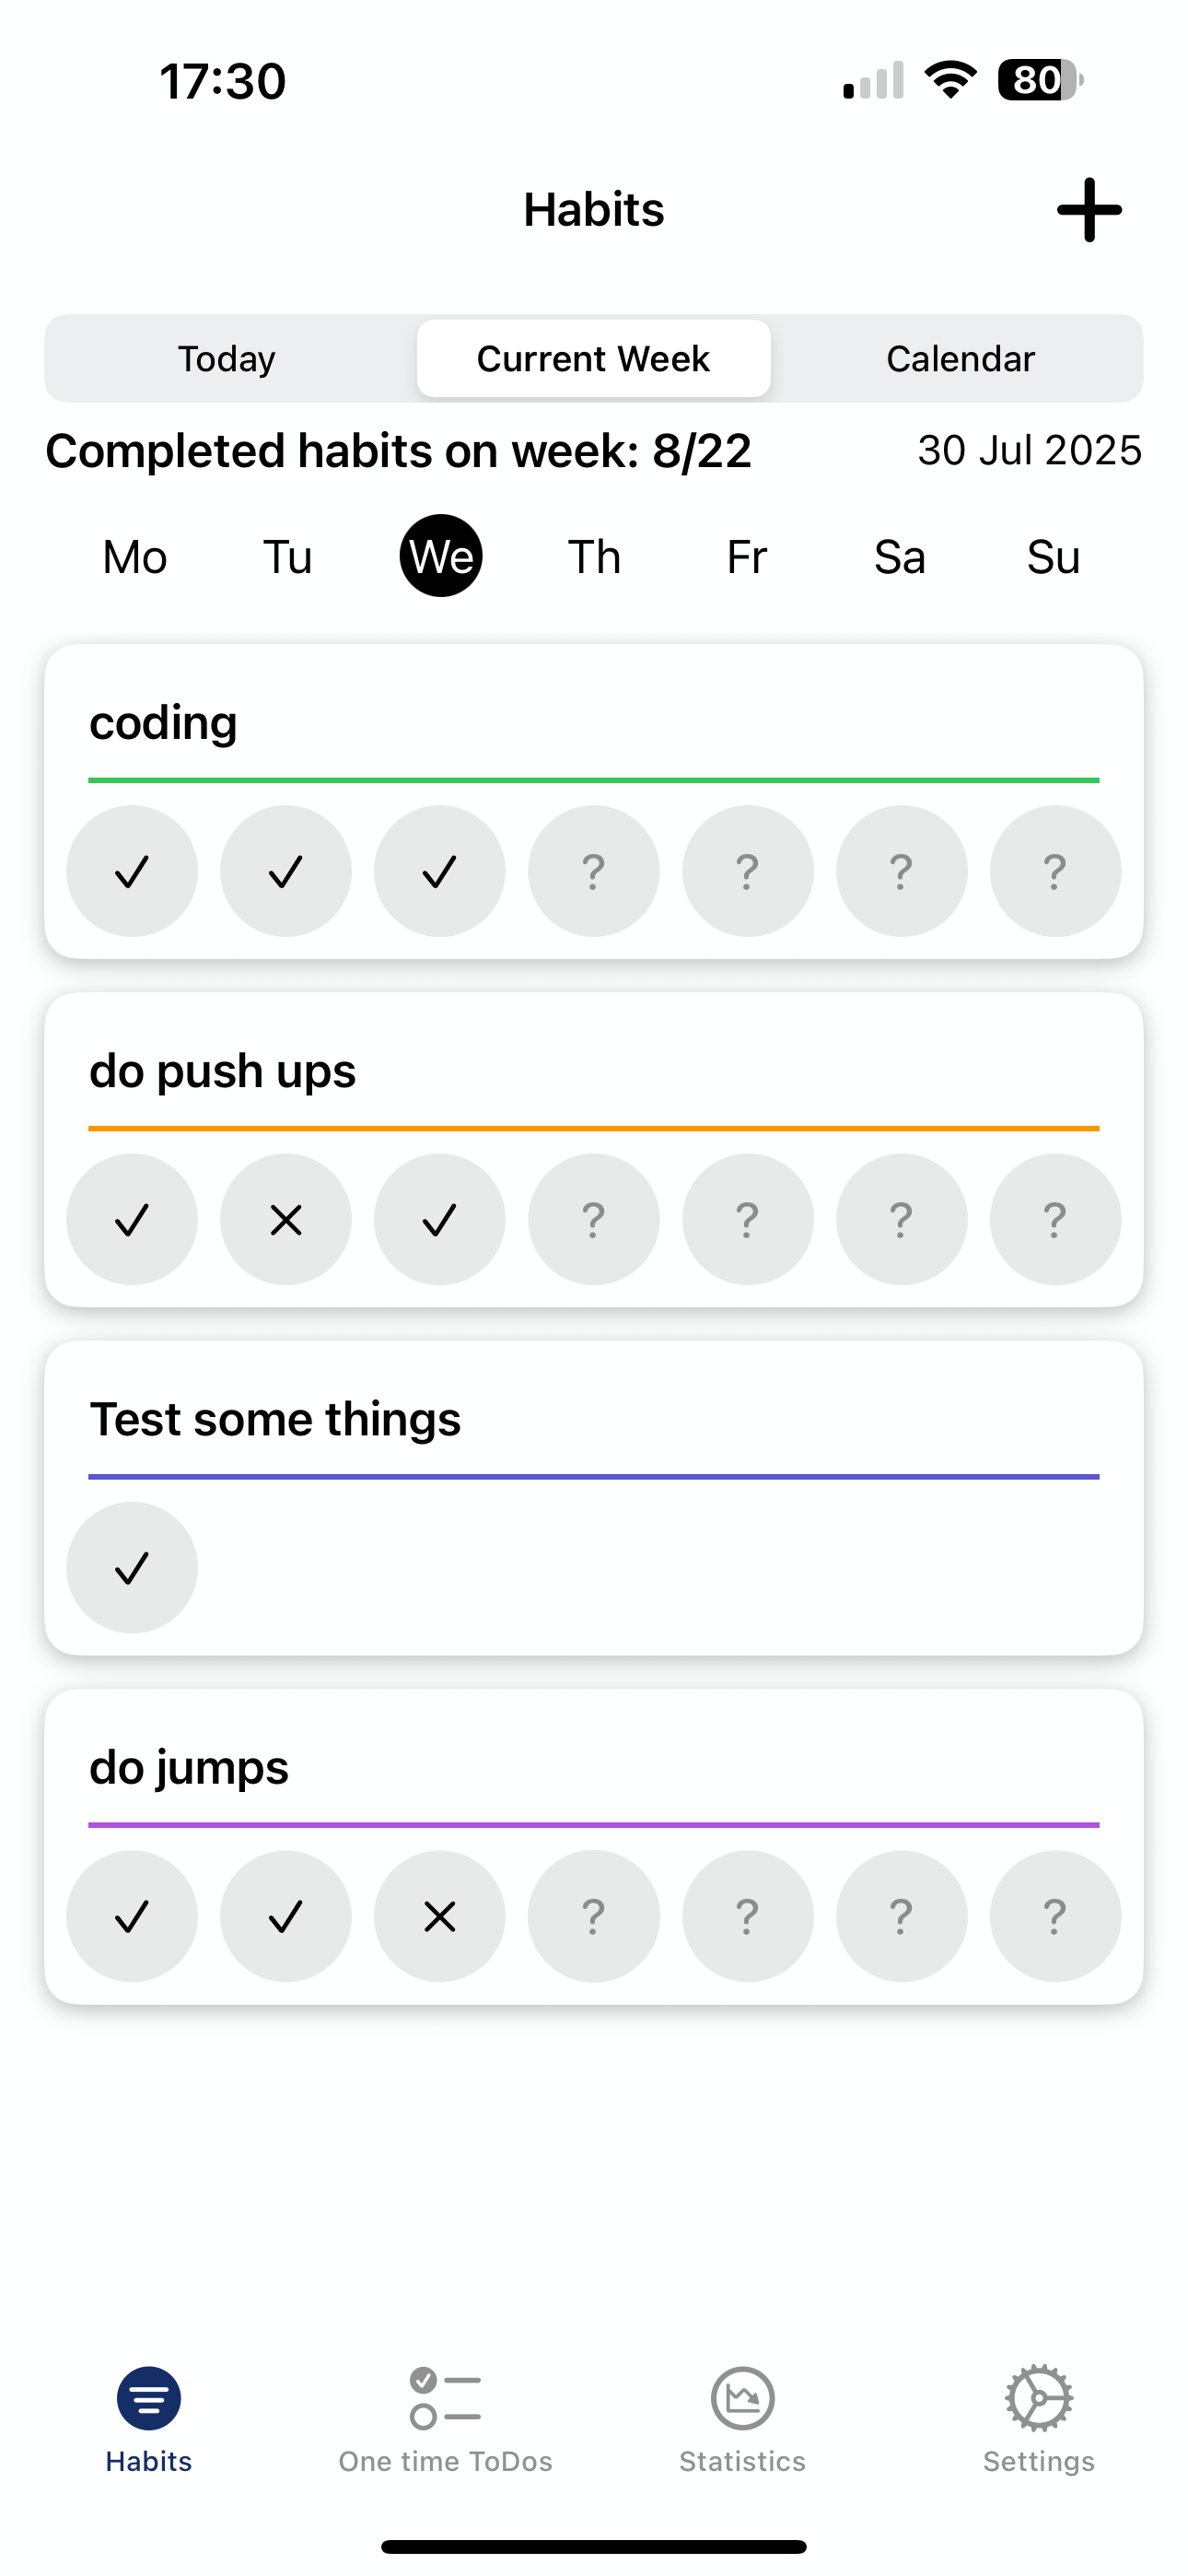 17:30 80
Habits
Today Current Week Calendar
Completed habits on week: 8/22 30 Jul 2025
Mo Tu We Th Fr Sa Su
coding
? ? ? ?
do push ups
? ? ? ?
Test some things
do jumps
? ? ? ?
Habits One time ToDos Statistics Settings